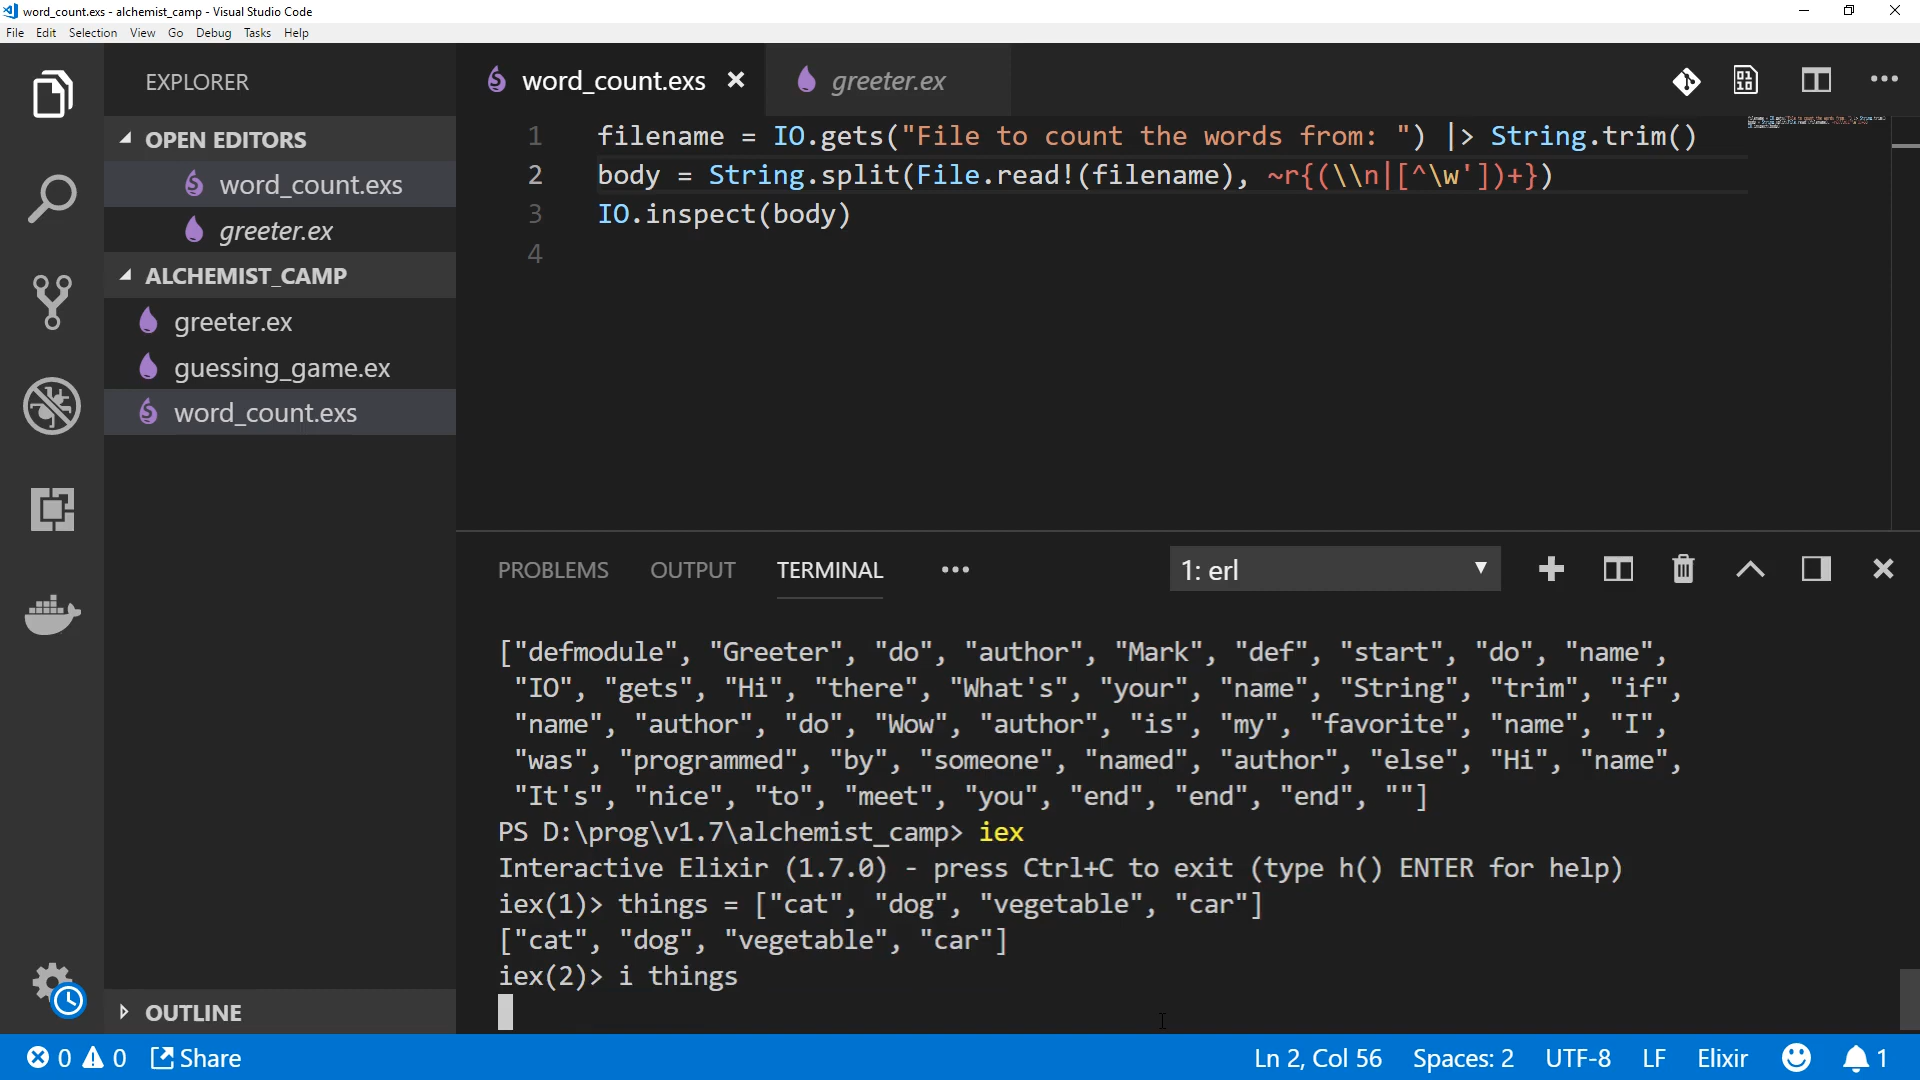 word_count.exs - alchemist_camp - Visual Studio Code
File Edit Selection View Go Debug Tasks Help
EXPLORER
OPEN EDITORS
word_count.exs
greeter.ex
ALCHEMIST_CAMP
greeter.ex
guessing_game.ex
word_count.exs
OUTLINE
word_count.exs greeter.ex
1 filename = IO.gets("File to count the words from: ") |> String.trim()
2 body = String.split(File.read!(filename), ~r{(\\n|[^\w'])+})
3 IO.inspect(body)
4
PROBLEMS OUTPUT TERMINAL 1: erl
["defmodule", "Greeter", "do", "author", "Mark", "def", "start", "do", "name",
"IO", "gets", "Hi", "there", "What's", "your", "name", "String", "trim", "if",
"name", "author", "do", "Wow", "author", "is", "my", "favorite", "name", "I",
"was", "programmed", "by", "someone", "named", "author", "else", "Hi", "name",
"It's", "nice", "to", "meet", "you", "end", "end", "end", ""]
PS D:\prog\v1.7\alchemist_camp> iex
Interactive Elixir (1.7.0) - press Ctrl+C to exit (type h() ENTER for help)
iex(1)> things = ["cat", "dog", "vegetable", "car"]
["cat", "dog", "vegetable", "car"]
iex(2)> i things
0 0 Share Ln 2, Col 56 Spaces: 2 UTF-8 LF Elixir 1